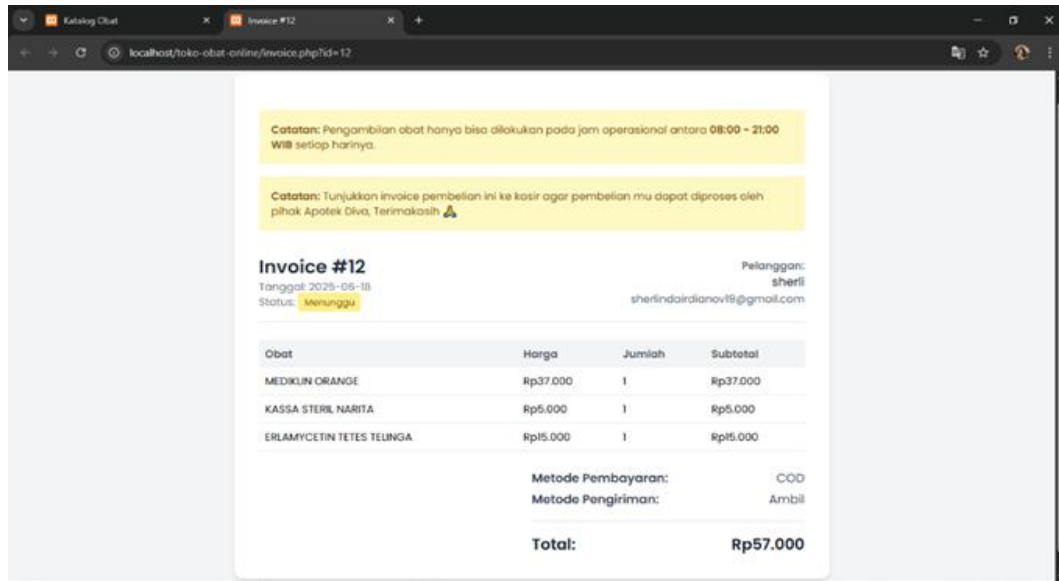 Katalog Obat
Invoice #12
localhost/toko-obat-online/invoice.php?id=12
Catatan: Pengambilan obat hanya bisa dilakukan pada jam operasional antara 08:00 - 21:00
WIB setiap harinya.
Catatan: Tunjukkan invoice pembelian ini ke kasir agar pembelian mu dapat diproses oleh
pihak Apotek Diva, Terimakasih 🙏
Invoice #12
Tanggal: 2025-06-18
Status: Menunggu
Pelanggan:
sherli
sherlindairdianov18@gmail.com
Obat Harga Jumlah Subtotal
MEDIKLIN ORANGE Rp37.000 1 Rp37.000
KASSA STERIL NARITA Rp5.000 1 Rp5.000
ERLAMYCETIN TETES TELINGA Rp15.000 1 Rp15.000
Metode Pembayaran: COD
Metode Pengiriman: Ambil
Total: Rp57.000